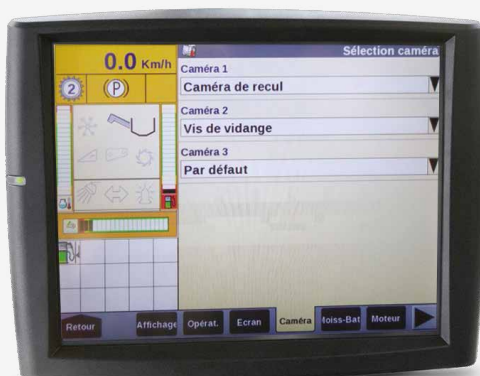 0.0 Km/h
2
P
Sélection caméra
Caméra 1
Caméra de recul
Caméra 2
Vis de vidange
Caméra 3
Par défaut
Retour
Affichage
Opérat.
Ecran
Caméra
Moiss-Bat
Moteur